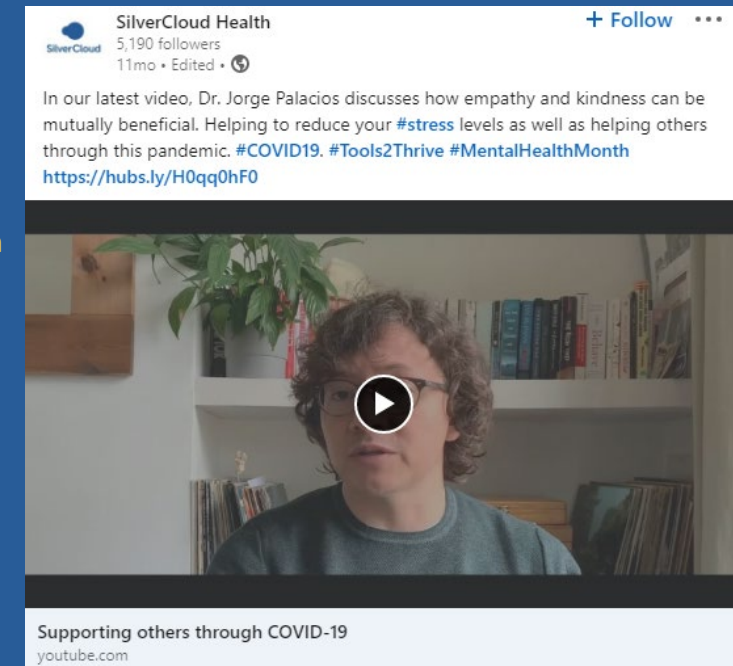 SilverCloud Health
+ Follow
SilverCloud
5,190 followers
11mo • Edited •
In our latest video, Dr. Jorge Palacios discusses how empathy and kindness can be
mutually beneficial. Helping to reduce your #stress levels as well as helping others
through this pandemic. #COVID19. #Tools2Thrive #MentalHealthMonth
https://hubs.ly/H0qq0hF0
Supporting others through COVID-19
youtube.com